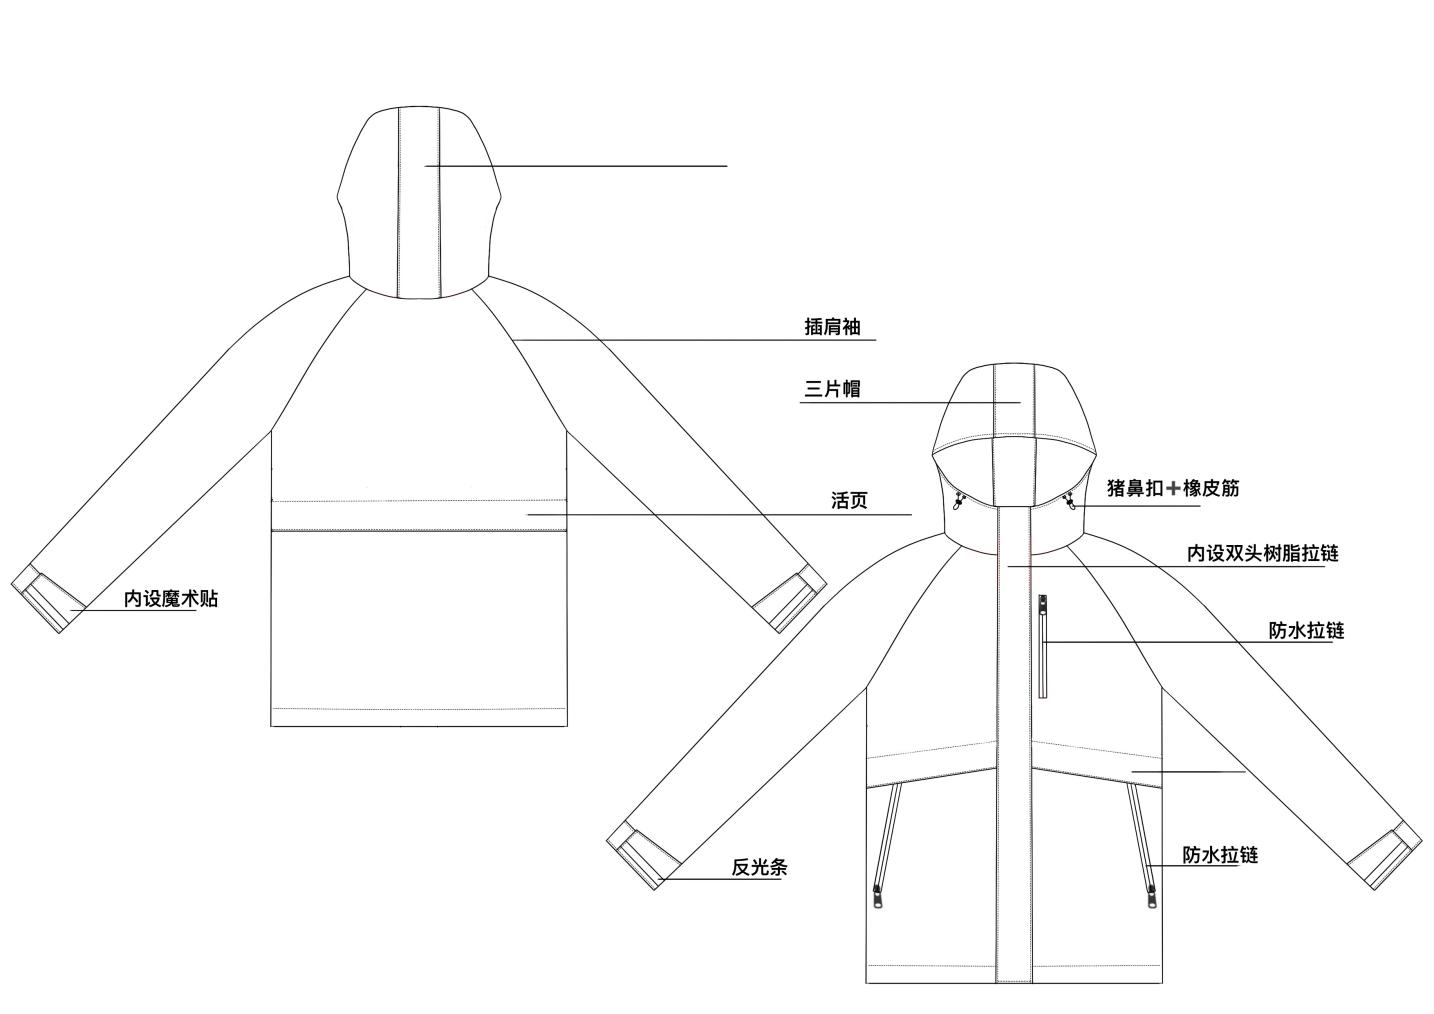 插肩袖
三片帽
猪鼻扣+橡皮筋
活页
内设双头树脂拉链
内设魔术贴
防水拉链
防水拉链
反光条